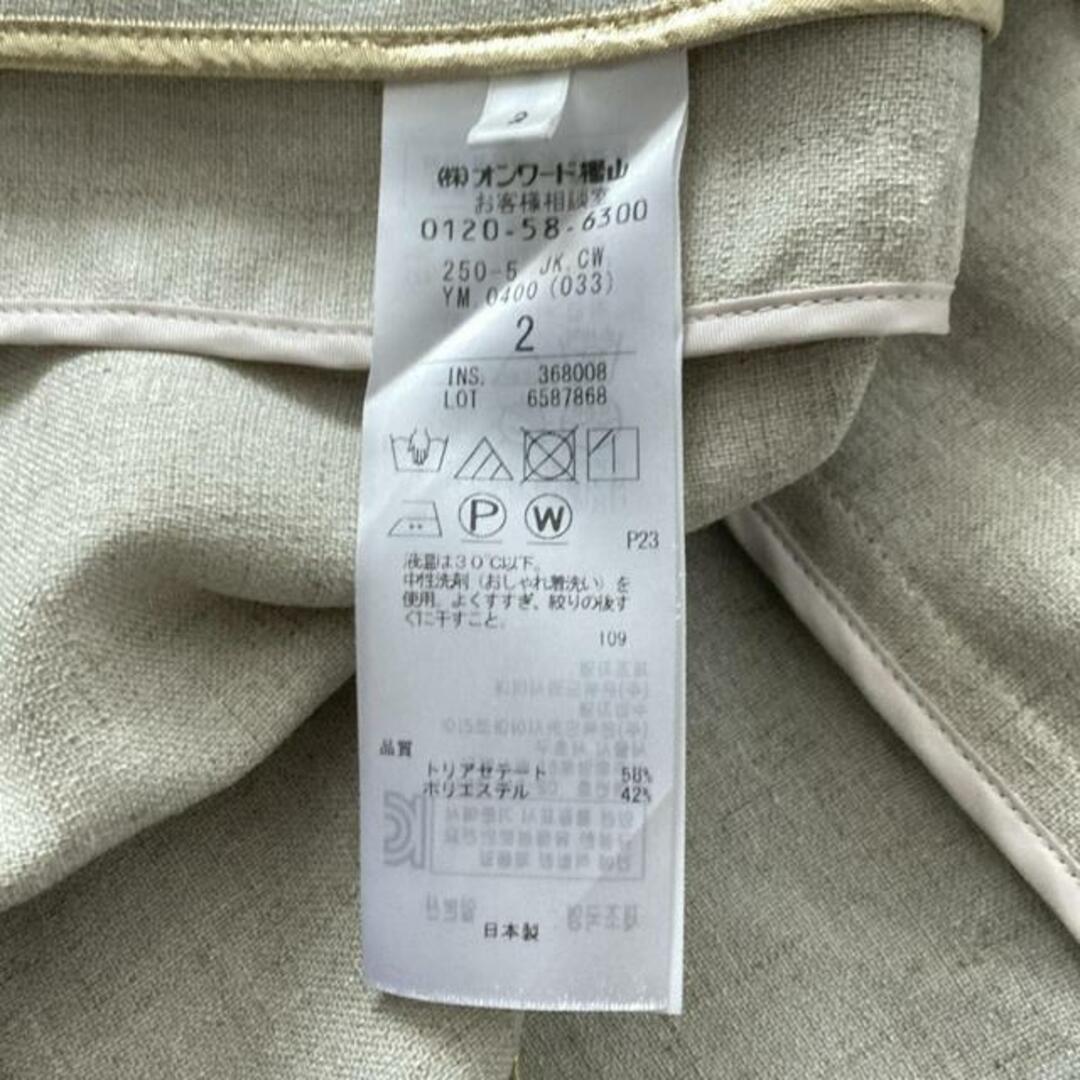 2
(株)オンワード樫山
お客様相談室
0120-58-6300
250-5 JK.CW.
YM 0400 (033)
2
INS. 368008
LOT 6587868
P W
P23
液温は30℃以下。
中性洗剤(おしゃれ着洗い)を
使用。よくすすぎ、絞りの後す
ぐに干すこと。
109
品質
トリアセテート 58%
ポリエステル 42%
日本製